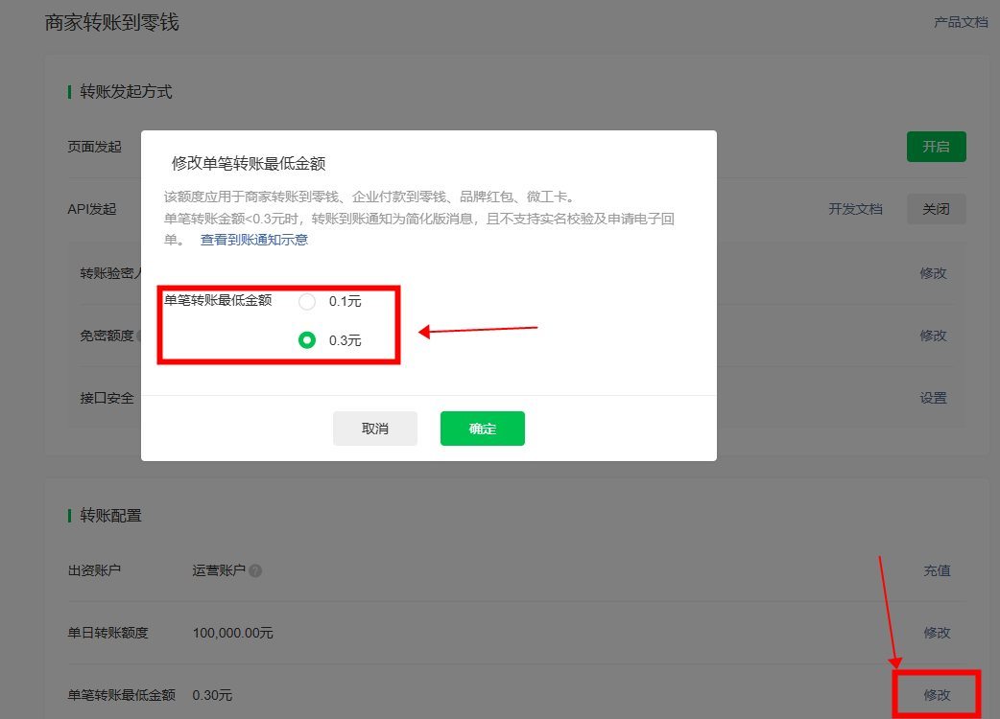 商家转账到零钱
产品文档
转账发起方式
页面发起
开启
修改单笔转账最低金额
该额度应用于商家转账到零钱、企业付款到零钱、品牌红包、微工卡。
单笔转账金额<0.3元时，转账到账通知为简化版消息，且不支持实名校验及申请电子回
单。 查看到账通知示意
API发起
开发文档
关闭
转账验密人
修改
单笔转账最低金额
0.1元
0.3元
免密额度
修改
接口安全
设置
取消
确定
转账配置
出资账户
运营账户 ?
充值
单日转账额度
100,000.00元
修改
单笔转账最低金额
0.30元
修改